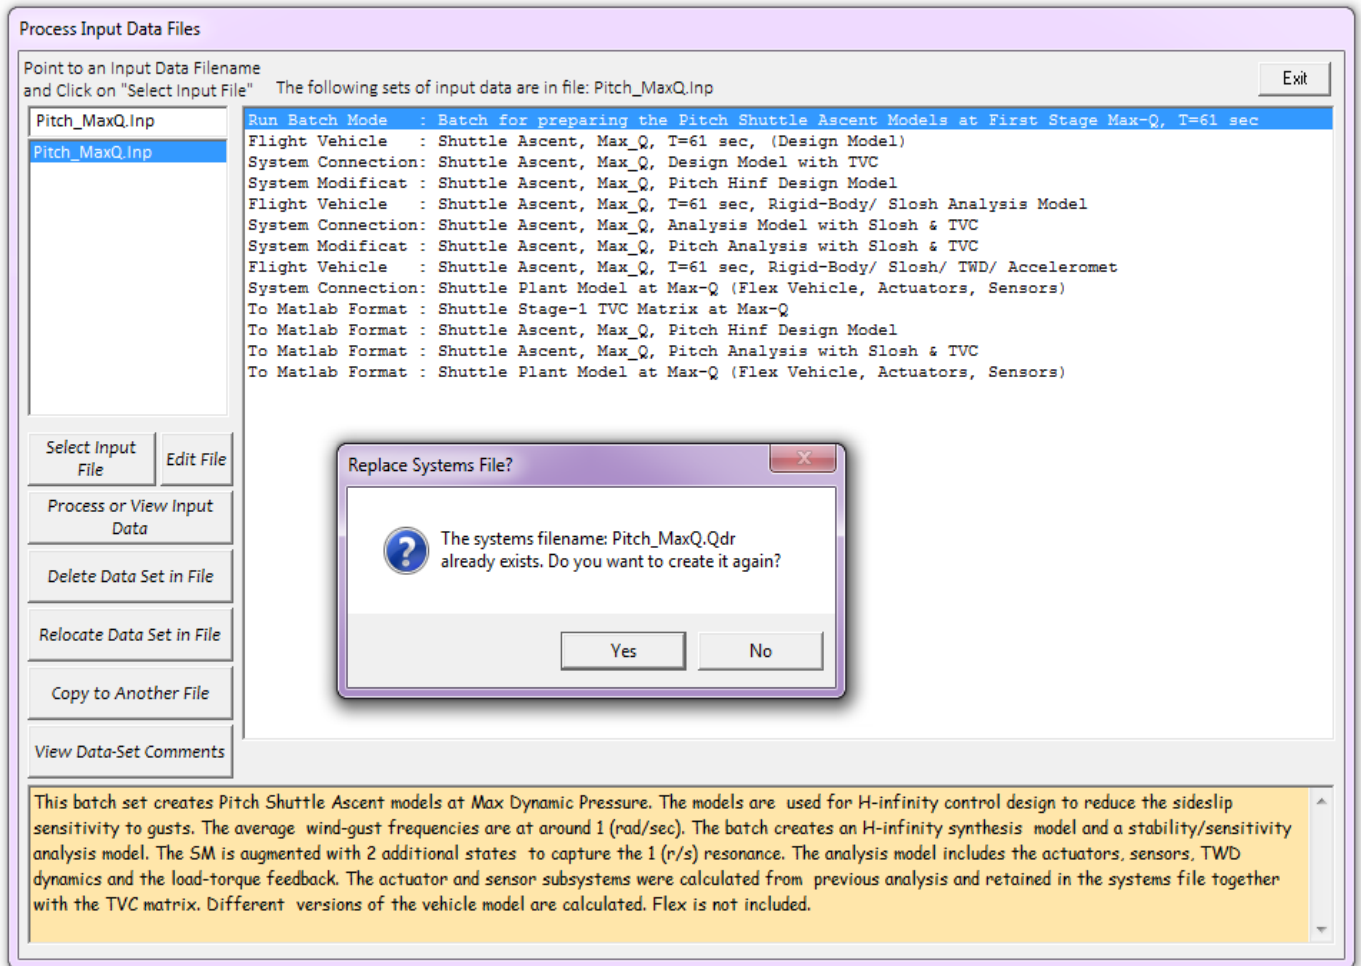 Process Input Data Files
Point to an Input Data Filename
and Click on "Select Input File"
The following sets of input data are in file: Pitch_MaxQ.Inp
Exit
Pitch_MaxQ.Inp
Pitch_MaxQ.Inp
Run Batch Mode   : Batch for preparing the Pitch Shuttle Ascent Models at First Stage Max-Q, T=61 sec
Flight Vehicle   : Shuttle Ascent, Max_Q, T=61 sec, (Design Model)
System Connection: Shuttle Ascent, Max_Q, Design Model with TVC
System Modificat : Shuttle Ascent, Max_Q, Pitch Hinf Design Model
Flight Vehicle   : Shuttle Ascent, Max_Q, T=61 sec, Rigid-Body/ Slosh Analysis Model
System Connection: Shuttle Ascent, Max_Q, Analysis Model with Slosh & TVC
System Modificat : Shuttle Ascent, Max_Q, Pitch Analysis with Slosh & TVC
Flight Vehicle   : Shuttle Ascent, Max_Q, T=61 sec, Rigid-Body/ Slosh/ TWD/ Acceleromet
System Connection: Shuttle Plant Model at Max-Q (Flex Vehicle, Actuators, Sensors)
To Matlab Format : Shuttle Stage-1 TVC Matrix at Max-Q
To Matlab Format : Shuttle Ascent, Max_Q, Pitch Hinf Design Model
To Matlab Format : Shuttle Ascent, Max_Q, Pitch Analysis with Slosh & TVC
To Matlab Format : Shuttle Plant Model at Max-Q (Flex Vehicle, Actuators, Sensors)
Select Input
File
Edit File
Process or View Input
Data
Delete Data Set in File
Relocate Data Set in File
Copy to Another File
View Data-Set Comments
Replace Systems File?
The systems filename: Pitch_MaxQ.Qdr
already exists. Do you want to create it again?
Yes
No
This batch set creates Pitch Shuttle Ascent models at Max Dynamic Pressure. The models are used for H-infinity control design to reduce the sideslip
sensitivity to gusts. The average wind-gust frequencies are at around 1 (rad/sec). The batch creates an H-infinity synthesis model and a stability/sensitivity
analysis model. The SM is augmented with 2 additional states to capture the 1 (r/s) resonance. The analysis model includes the actuators, sensors, TWD
dynamics and the load-torque feedback. The actuator and sensor subsystems were calculated from previous analysis and retained in the systems file together
with the TVC matrix. Different versions of the vehicle model are calculated. Flex is not included.